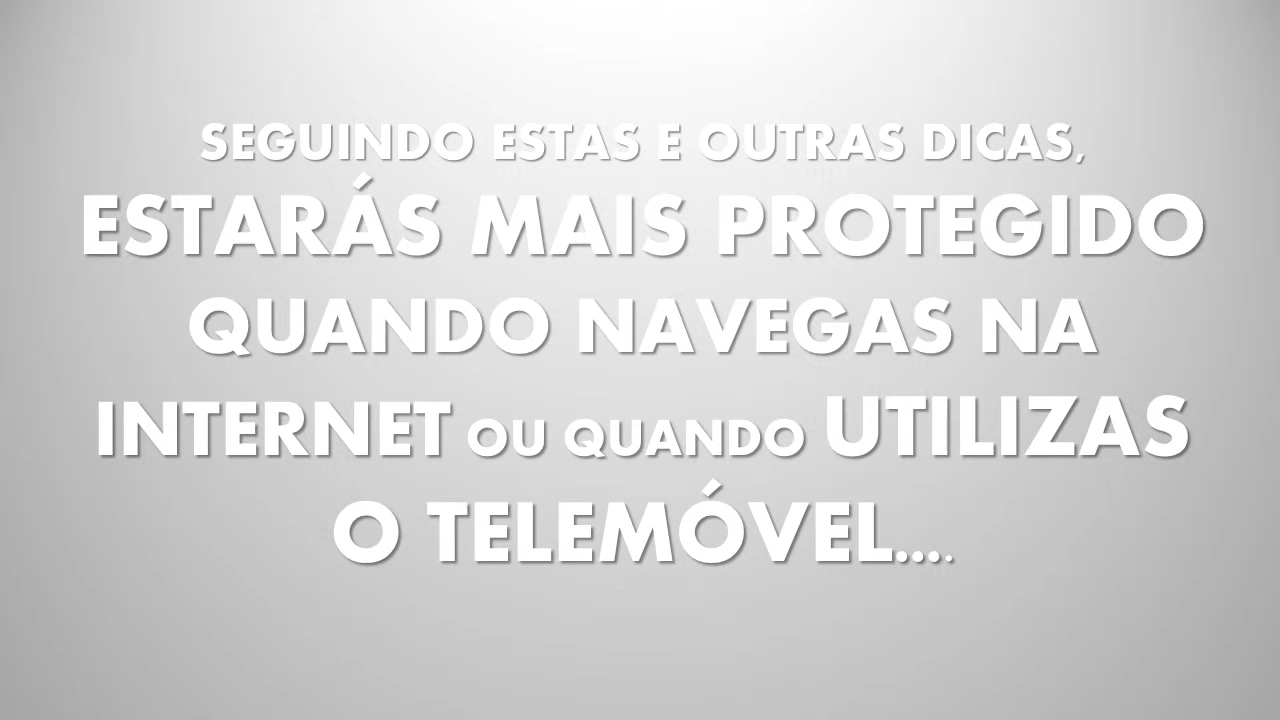 SEGUINDO ESTAS E OUTRAS DICAS,
ESTARÁS MAIS PROTEGIDO
QUANDO NAVEGAS NA
INTERNET OU QUANDO UTILIZAS
O TELEMÓVEL....